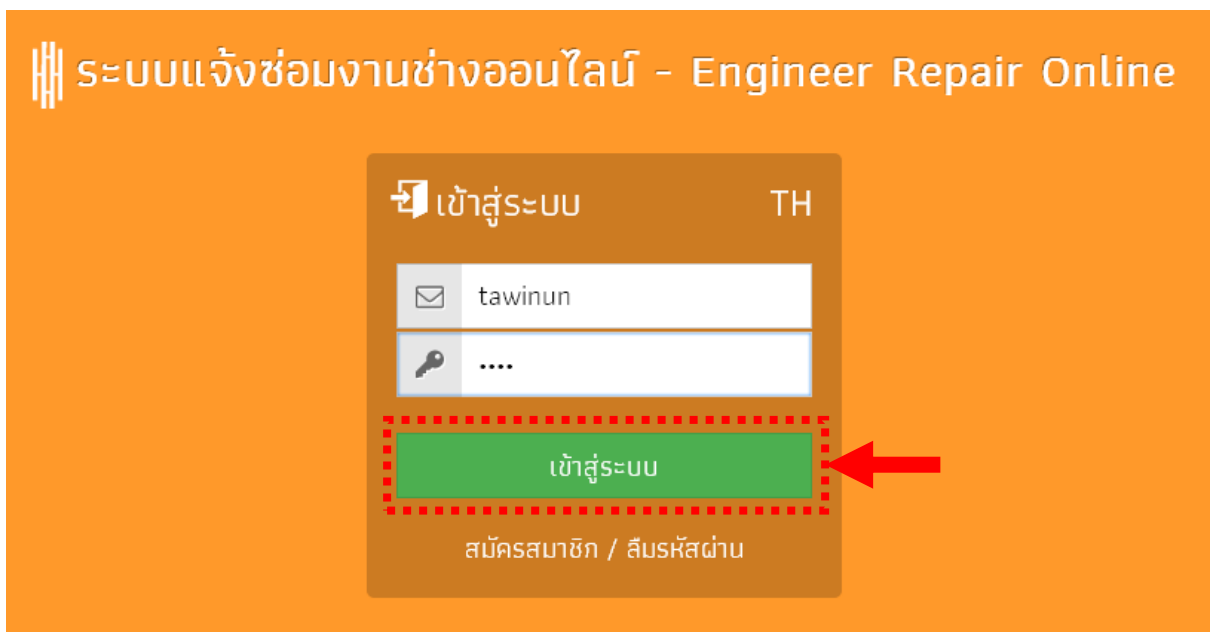 ระบบแจ้งซ่อมงานช่างออนไลน์ - Engineer Repair Online
เข้าสู่ระบบ TH
tawinun
••••
เข้าสู่ระบบ
สมัครสมาชิก / ลืมรหัสผ่าน